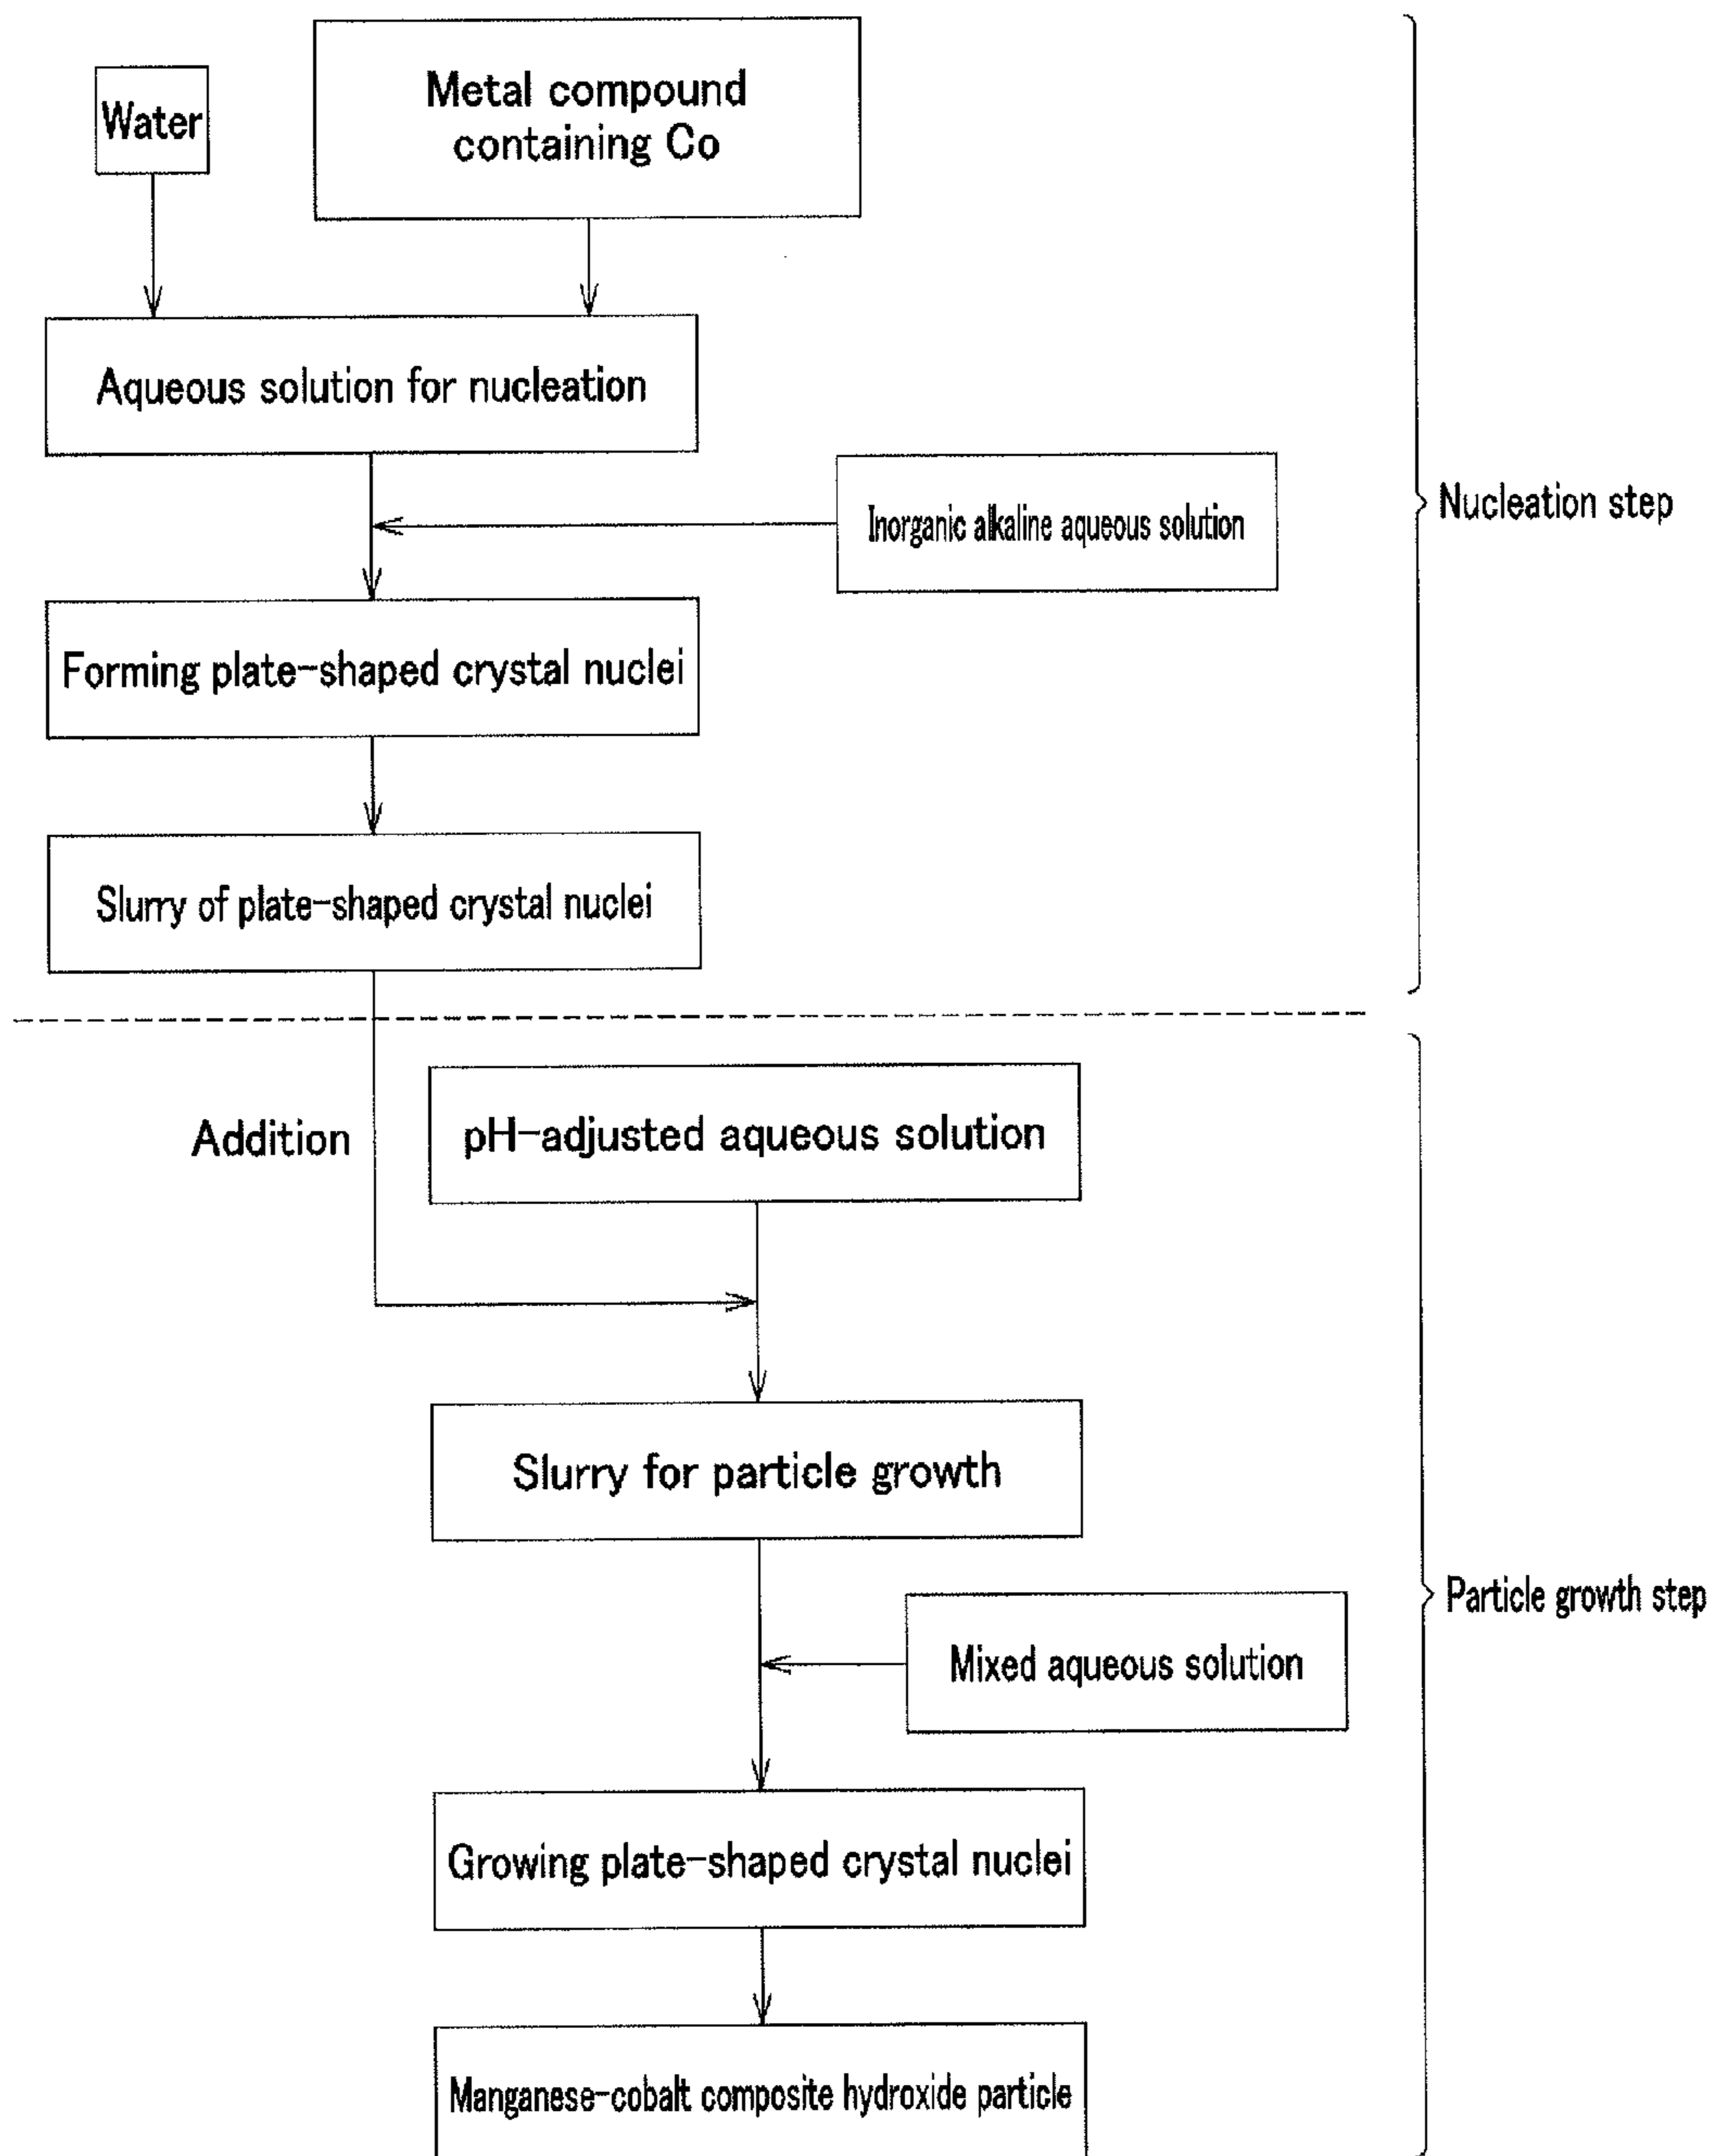 Water
Metal compound
containing Co
Aqueous solution for nucleation
Inorganic alkaline aqueous solution
Nucleation step
Forming plate-shaped crystal nuclei
Slurry of plate-shaped crystal nuclei
Addition
pH-adjusted aqueous solution
Slurry for particle growth
Particle growth step
Mixed aqueous solution
Growing plate-shaped crystal nuclei
Manganese-cobalt composite hydroxide particle